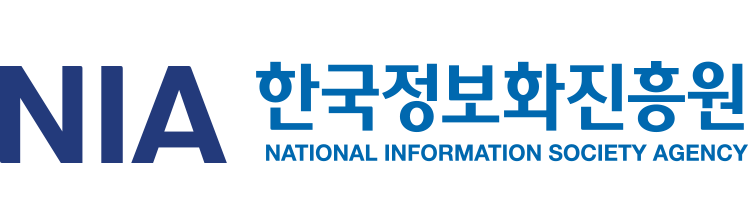 NIA
한국정보화진흥원
NATIONAL INFORMATION SOCIETY AGENCY